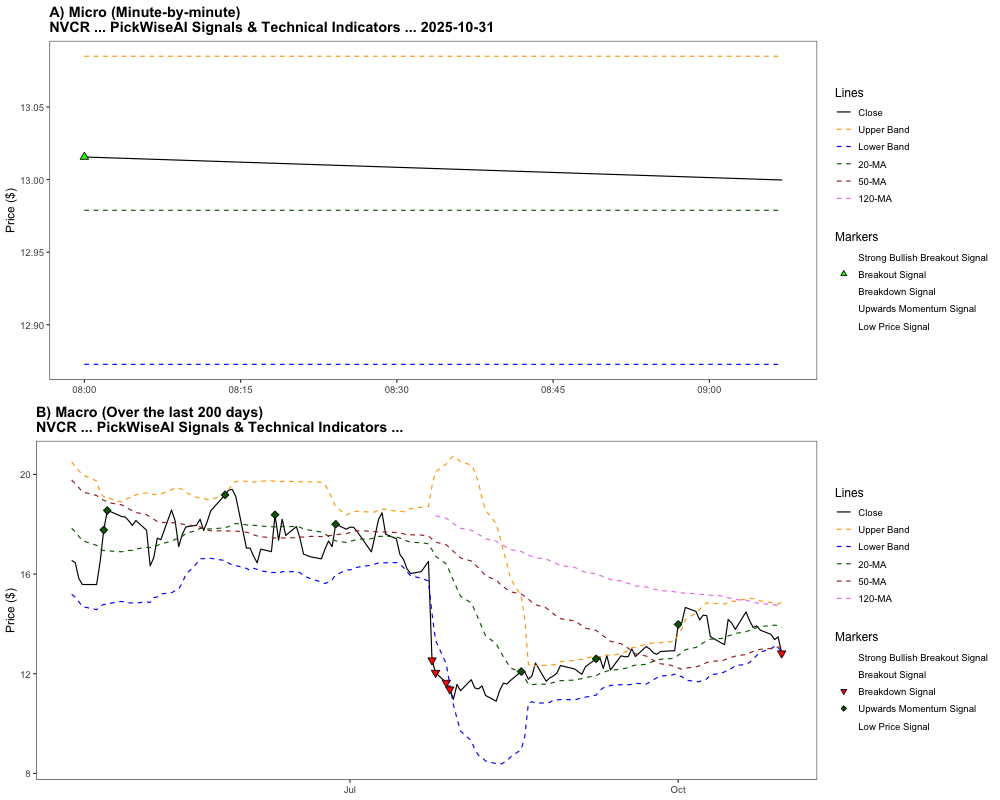 A) Micro (Minute-by-minute)
NVCR ... PickWiseAI Signals & Technical Indicators ... 2025-10-31
Price ($)
13.05
13.00
12.95
12.90
08:00
08:15
08:30
08:45
09:00
Lines
Close
Upper Band
Lower Band
20-MA
50-MA
120-MA
Markers
Strong Bullish Breakout Signal
Breakout Signal
Breakdown Signal
Upwards Momentum Signal
Low Price Signal
B) Macro (Over the last 200 days)
NVCR ... PickWiseAI Signals & Technical Indicators ...
Price ($)
20
16
12
8
Jul
Oct
Lines
Close
Upper Band
Lower Band
20-MA
50-MA
120-MA
Markers
Strong Bullish Breakout Signal
Breakout Signal
Breakdown Signal
Upwards Momentum Signal
Low Price Signal